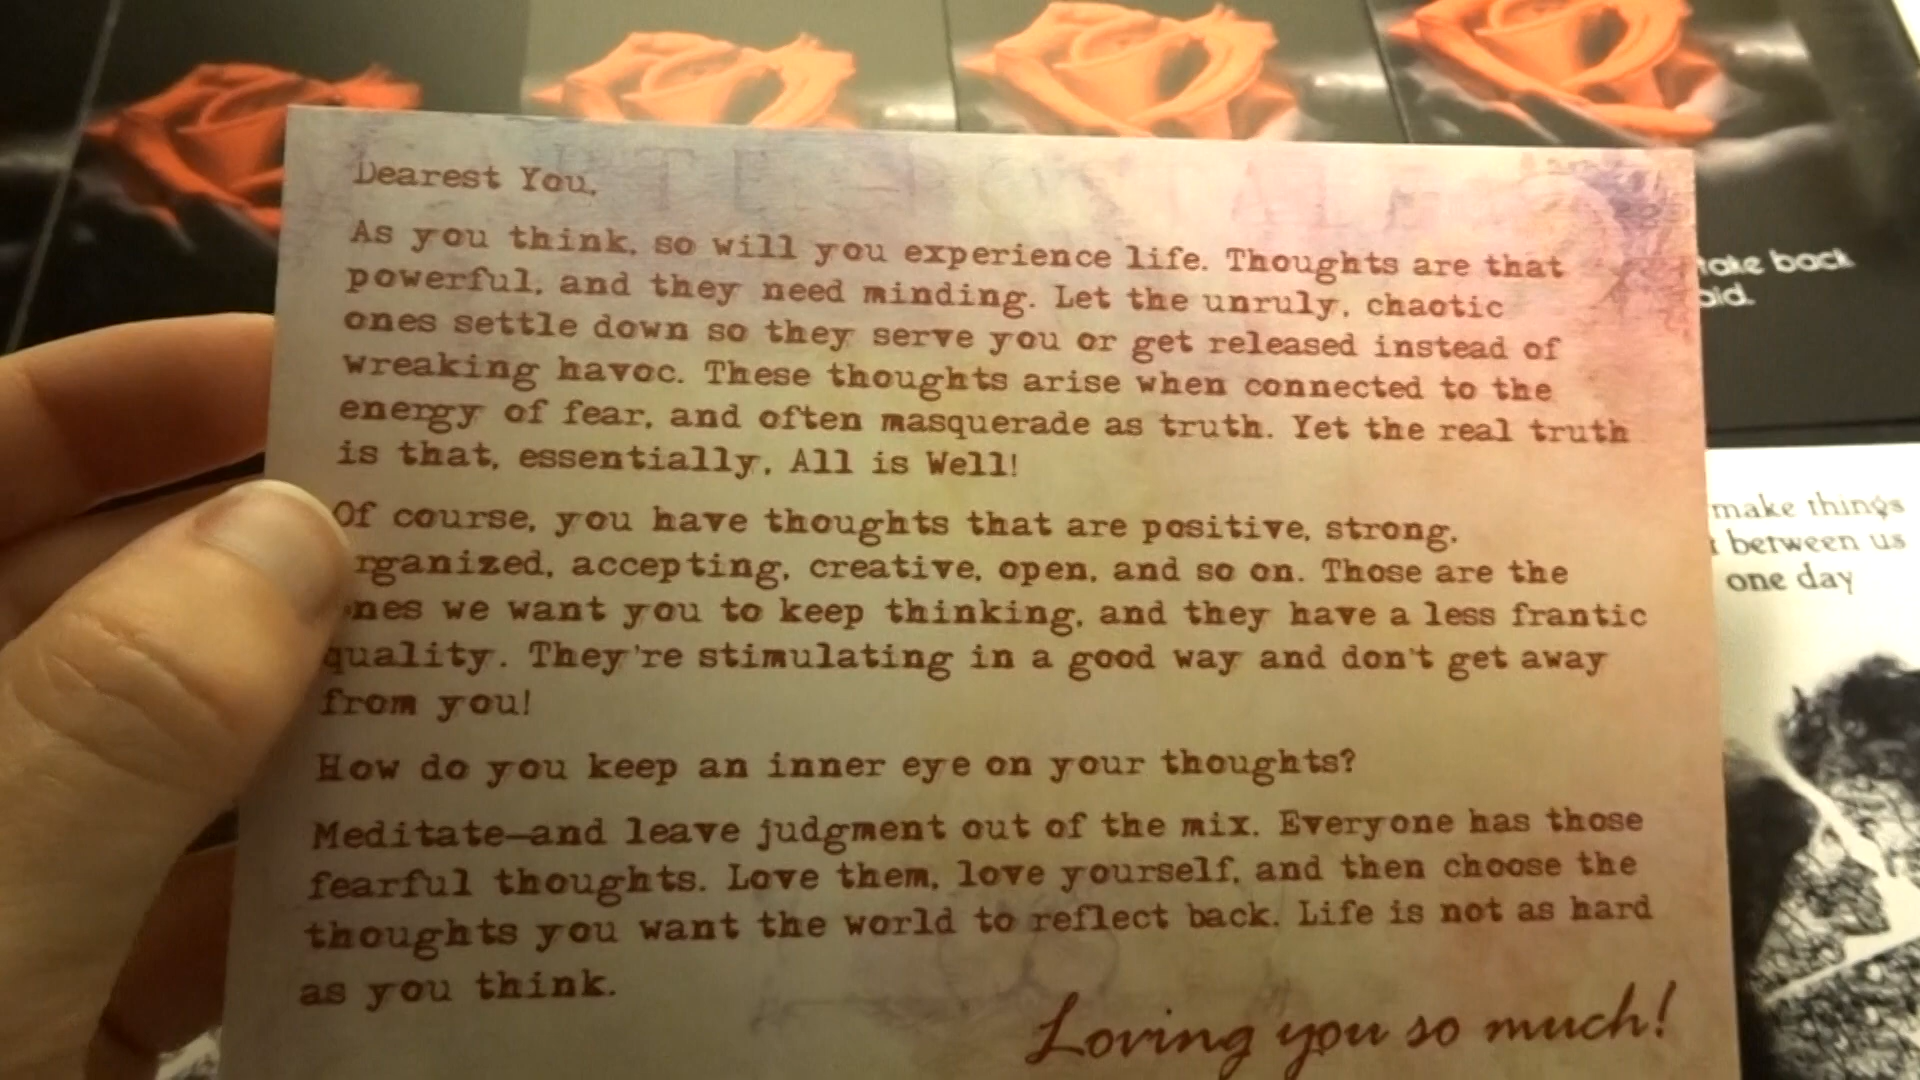 Dearest You,
As you think, so will you experience life. Thoughts are that
powerful, and they need minding. Let the unruly, chaotic
ones settle down so they serve you or get released instead of
wreaking havoc. These thoughts arise when connected to the
energy of fear, and often masquerade as truth. Yet the real truth
is that, essentially, All is Well!
Of course, you have thoughts that are positive, strong,
rganized, accepting, creative, open, and so on. Those are the
nes we want you to keep thinking, and they have a less frantic
quality. They're stimulating in a good way and don't get away
from you!
How do you keep an inner eye on your thoughts?
Meditate—and leave judgment out of the mix. Everyone has those
fearful thoughts. Love them, love yourself, and then choose the
thoughts you want the world to reflect back. Life is not as hard
as you think.
Loving you so much!
take back
make things
between us
one day